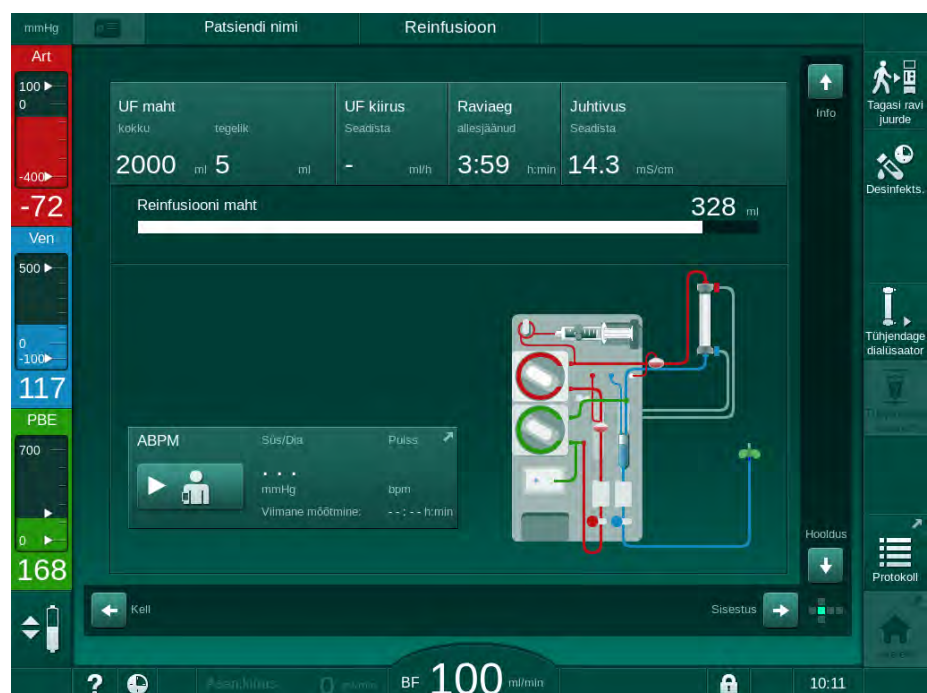 mmHg
Patsiendi nimi
Reinfusioon
Art
100
0
-400
-72
Ven
500
0
-100
117
PBE
700
0
168
UF maht
kokku tegelik
2000 ml 5 ml
UF kiirus
Seadista
- ml/h
Raviaeg
allesjäänud
3:59 h:min
Juhtivus
Seadista
14.3 mS/cm
Reinfusiooni maht 328 ml
ABPM Süs/Dia Pulss
. . .
mmHg bpm
Viimane mõõtmine: --:-- h:min
Info
Hooldus
Kell
Sisestus
Tagasi ravi
juurde
Desinfekts.
Tühjendage
dialüsaator
Protokoll
? BF 100 ml/min 10:11